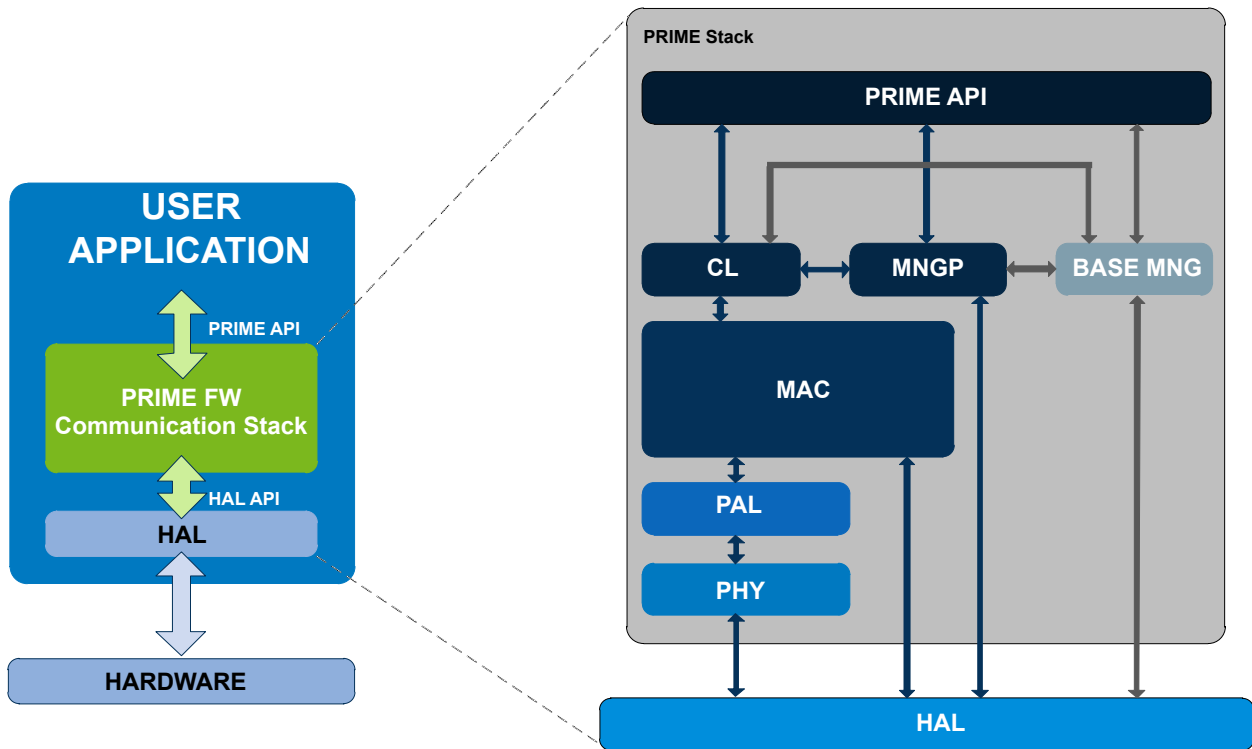 USER
APPLICATION
PRIME API
PRIME FW
Communication Stack
HAL API
HAL
HARDWARE
PRIME Stack
PRIME API
CL
MNGP
BASE MNG
MAC
PAL
PHY
HAL